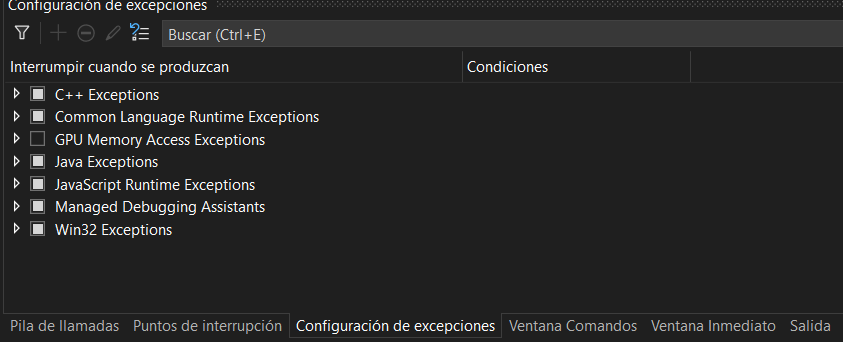 Configuración de excepciones
Buscar (Ctrl+E)
Interrumpir cuando se produzcan Condiciones
C++ Exceptions
Common Language Runtime Exceptions
GPU Memory Access Exceptions
Java Exceptions
JavaScript Runtime Exceptions
Managed Debugging Assistants
Win32 Exceptions
Pila de llamadas Puntos de interrupción Configuración de excepciones Ventana Comandos Ventana Inmediato Salida